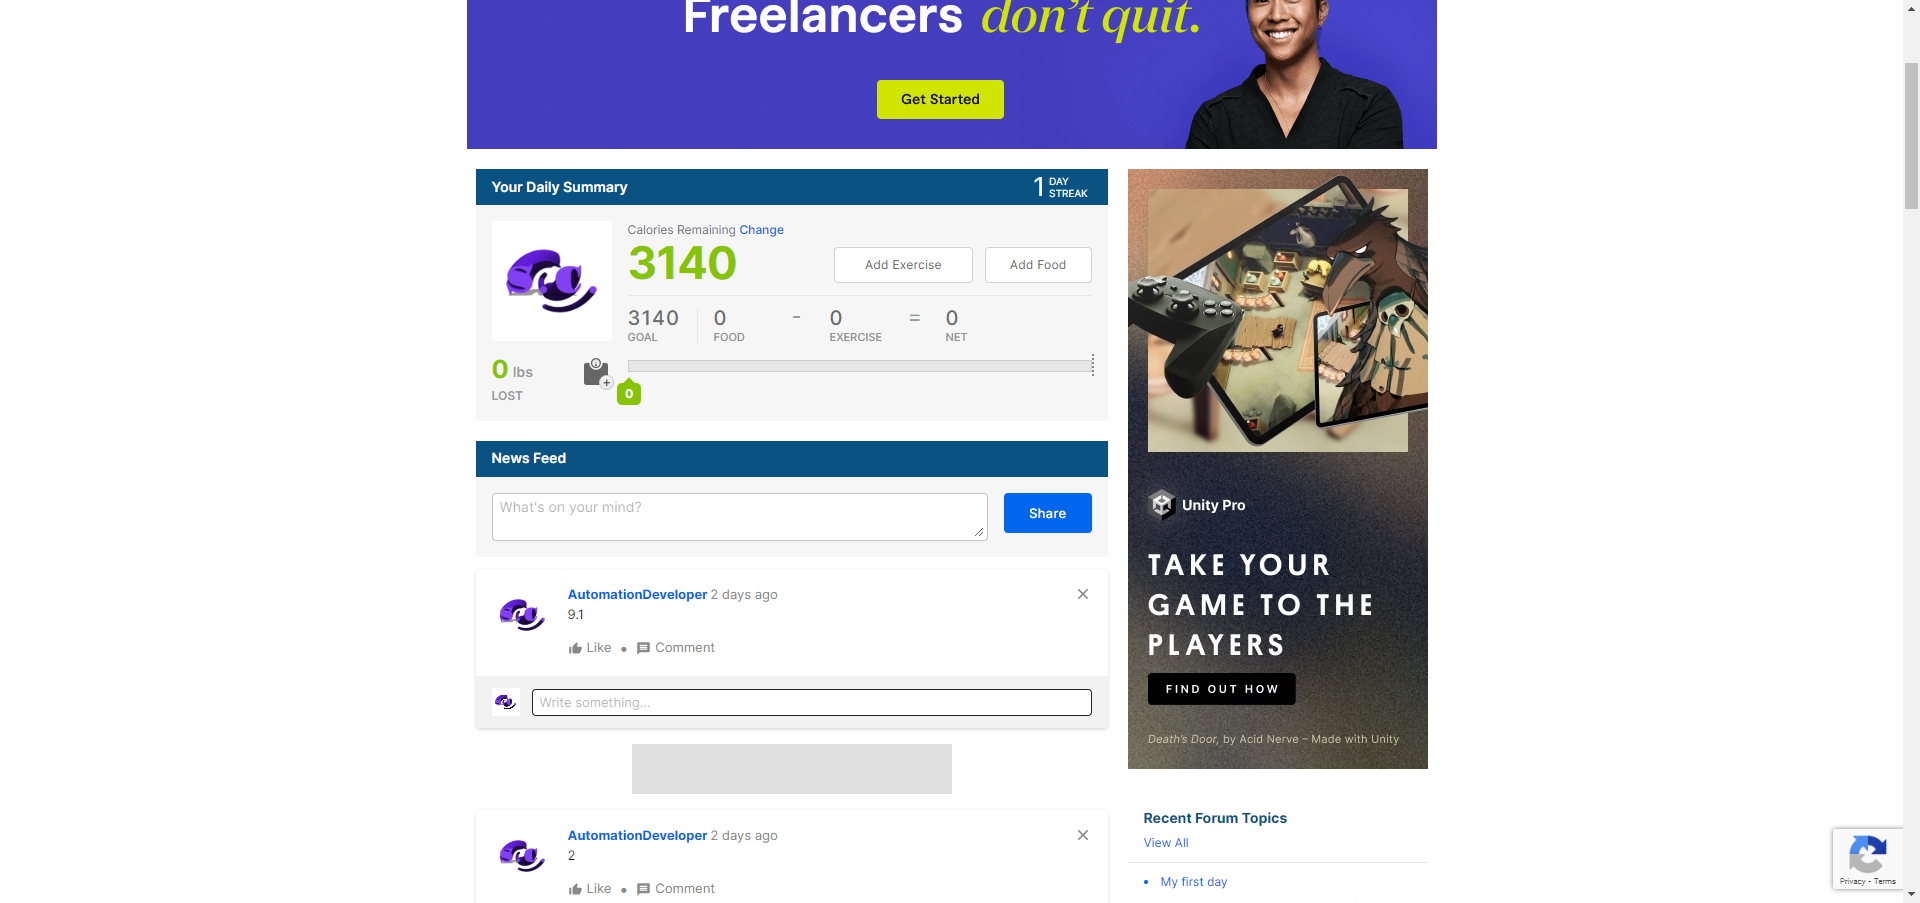 Freelancers don't quit.
Get Started
Your Daily Summary
1 DAY STREAK
Calories Remaining Change
3140
Add Exercise
Add Food
3140 0 - 0 = 0
GOAL FOOD EXERCISE NET
0 lbs
LOST
0
News Feed
What's on your mind?
Share
AutomationDeveloper 2 days ago
9.1
Like • Comment
Write something...
AutomationDeveloper 2 days ago
2
Like • Comment
Unity Pro
TAKE YOUR
GAME TO THE
PLAYERS
FIND OUT HOW
Death's Door, by Acid Nerve – Made with Unity
Recent Forum Topics
View All
• My first day
Privacy - Terms